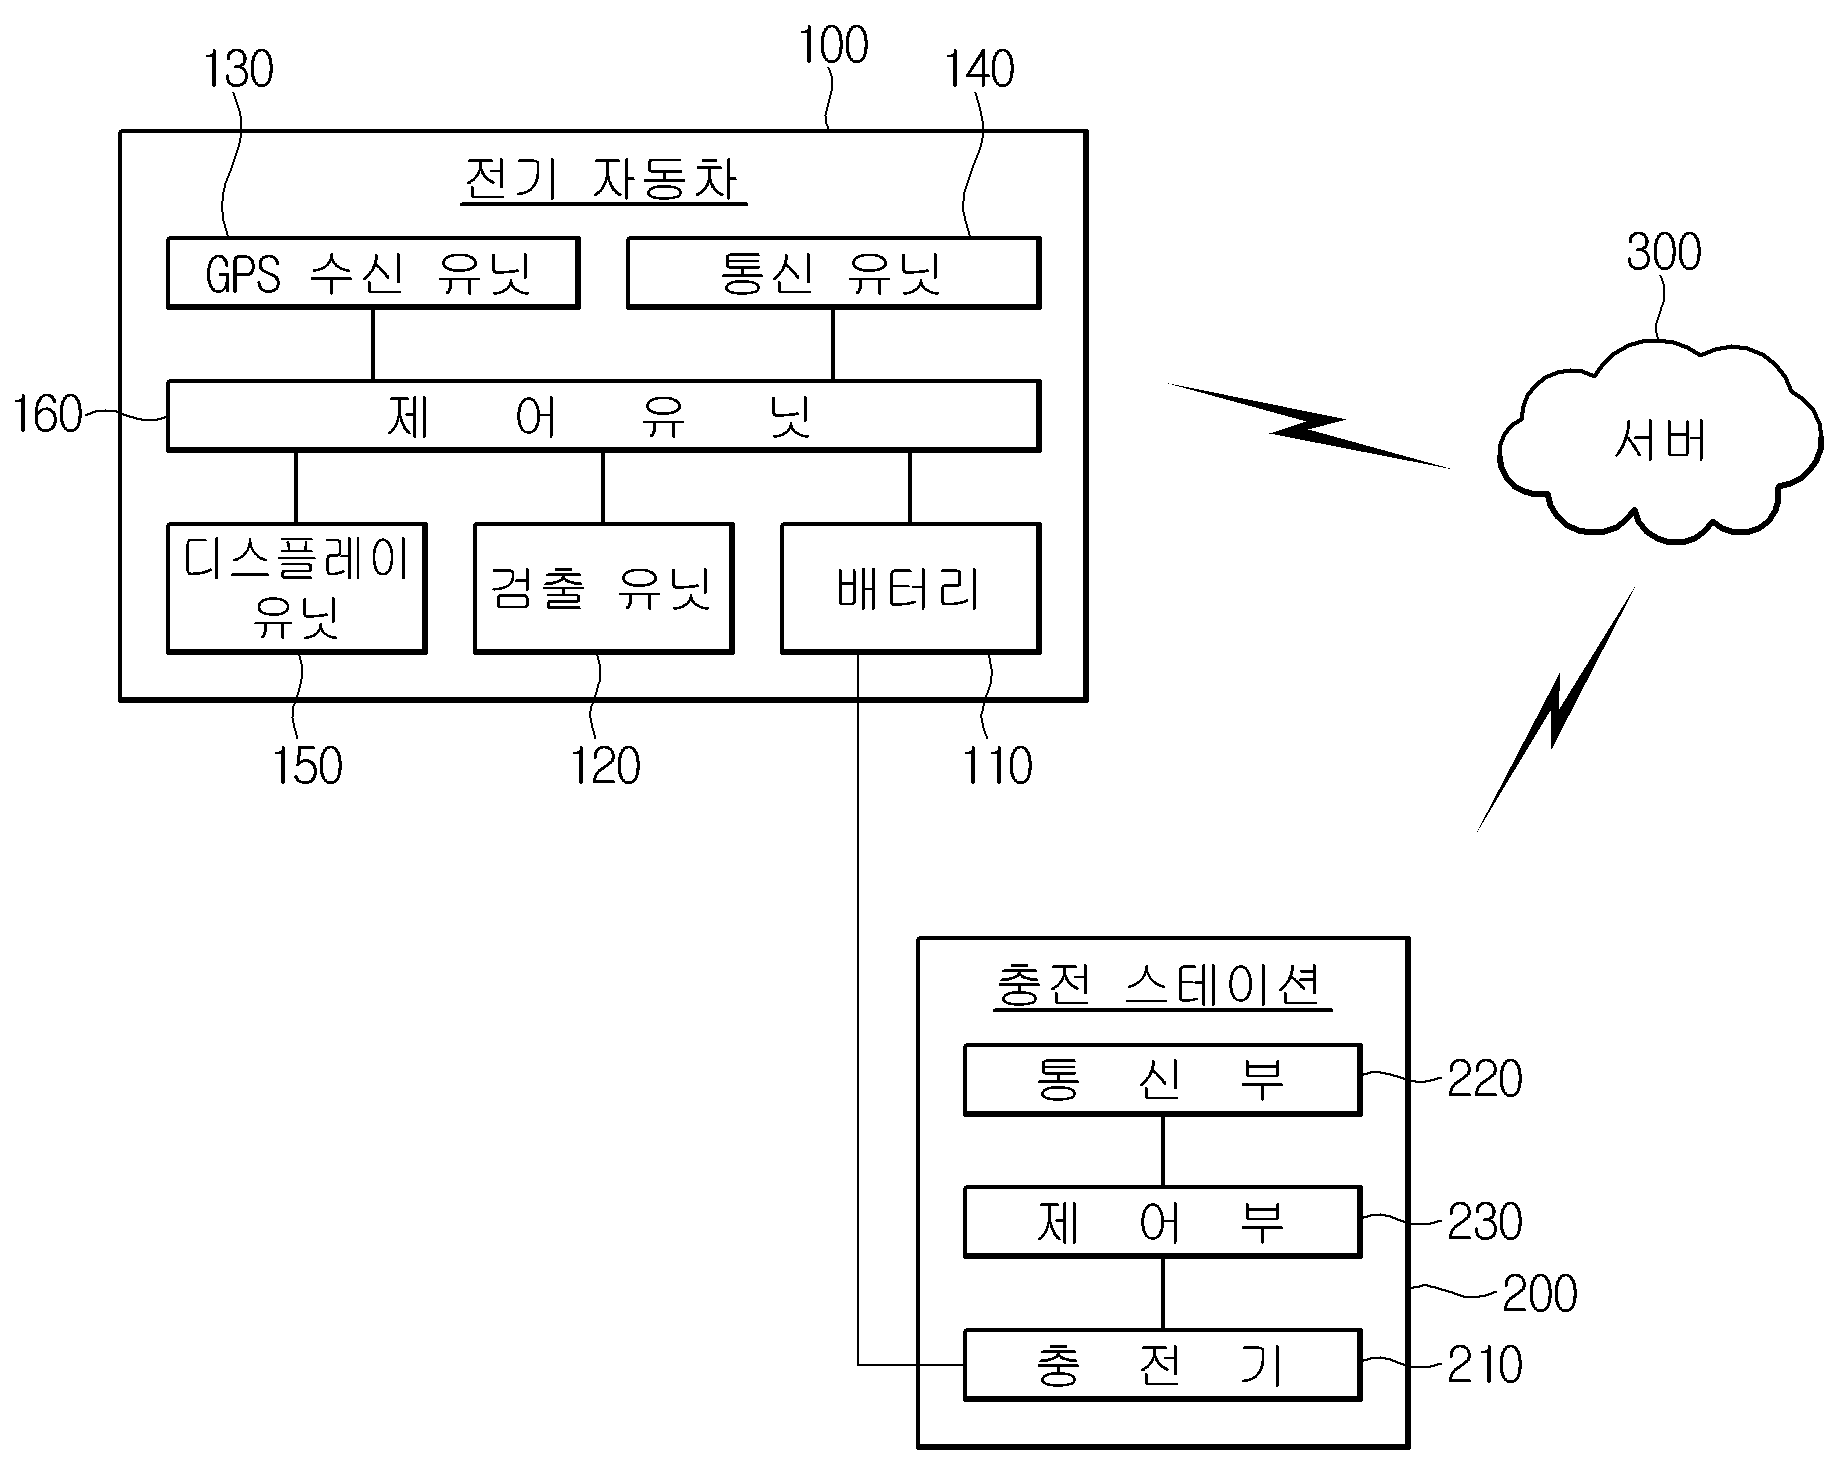 100
130
140
전기 자동차
GPS 수신 유닛
통신 유닛
300
160
제 어 유 닛
서버
디스플레이
유닛
검출 유닛
배터리
150
120
110
충전 스테이션
통 신 부
220
제 어 부
230
200
충 전 기
210